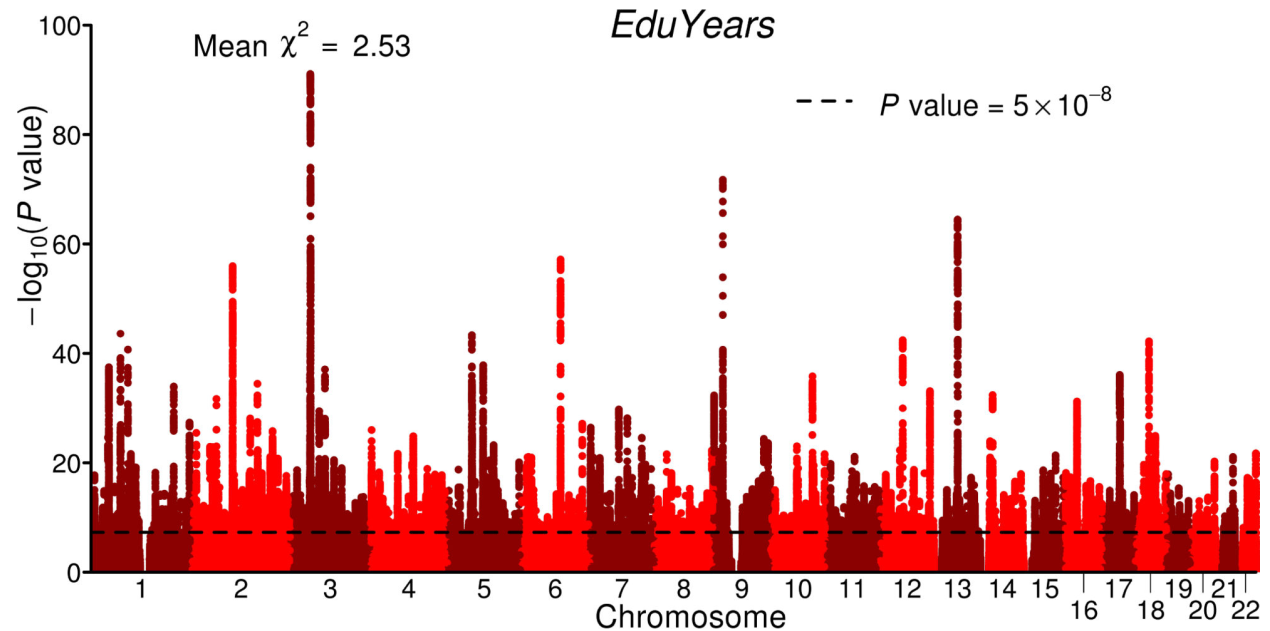 EduYears
Mean χ² = 2.53
P value = 5×10⁻⁸
−log₁₀(P value)
100
80
60
40
20
0
1 2 3 4 5 6 7 8 9 10 11 12 13 14 15 17 19 21
16 18 20 22
Chromosome